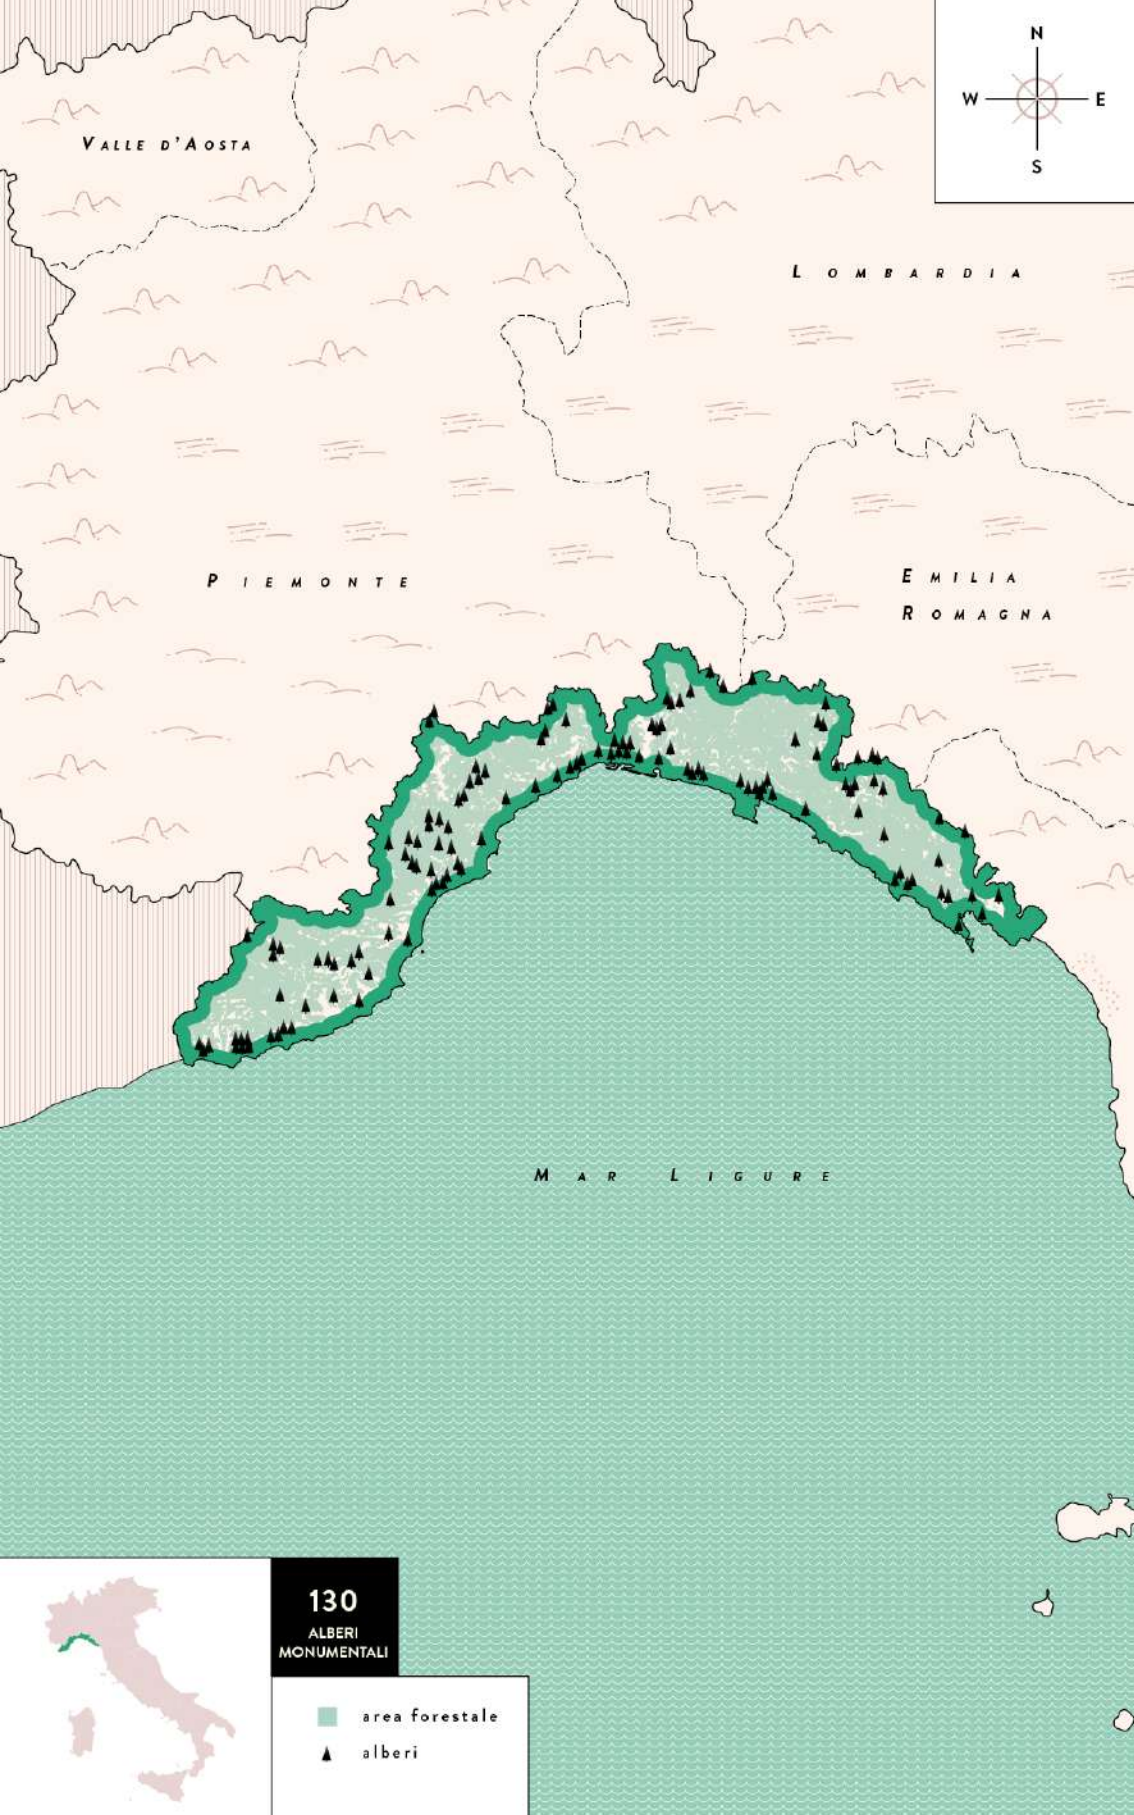 N
W E
S
VALLE D'AOSTA
LOMBARDIA
PIEMONTE
EMILIA
ROMAGNA
MAR LIGURE
130
ALBERI
MONUMENTALI
area forestale
alberi